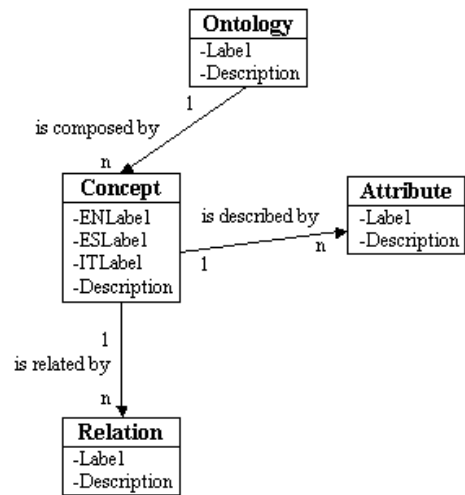 Ontology
-Label
-Description
1
is composed by
n
Concept
-ENLabel
-ESLabel
-ITLabel
-Description
is described by
1
n
Attribute
-Label
-Description
1
is related by
n
Relation
-Label
-Description